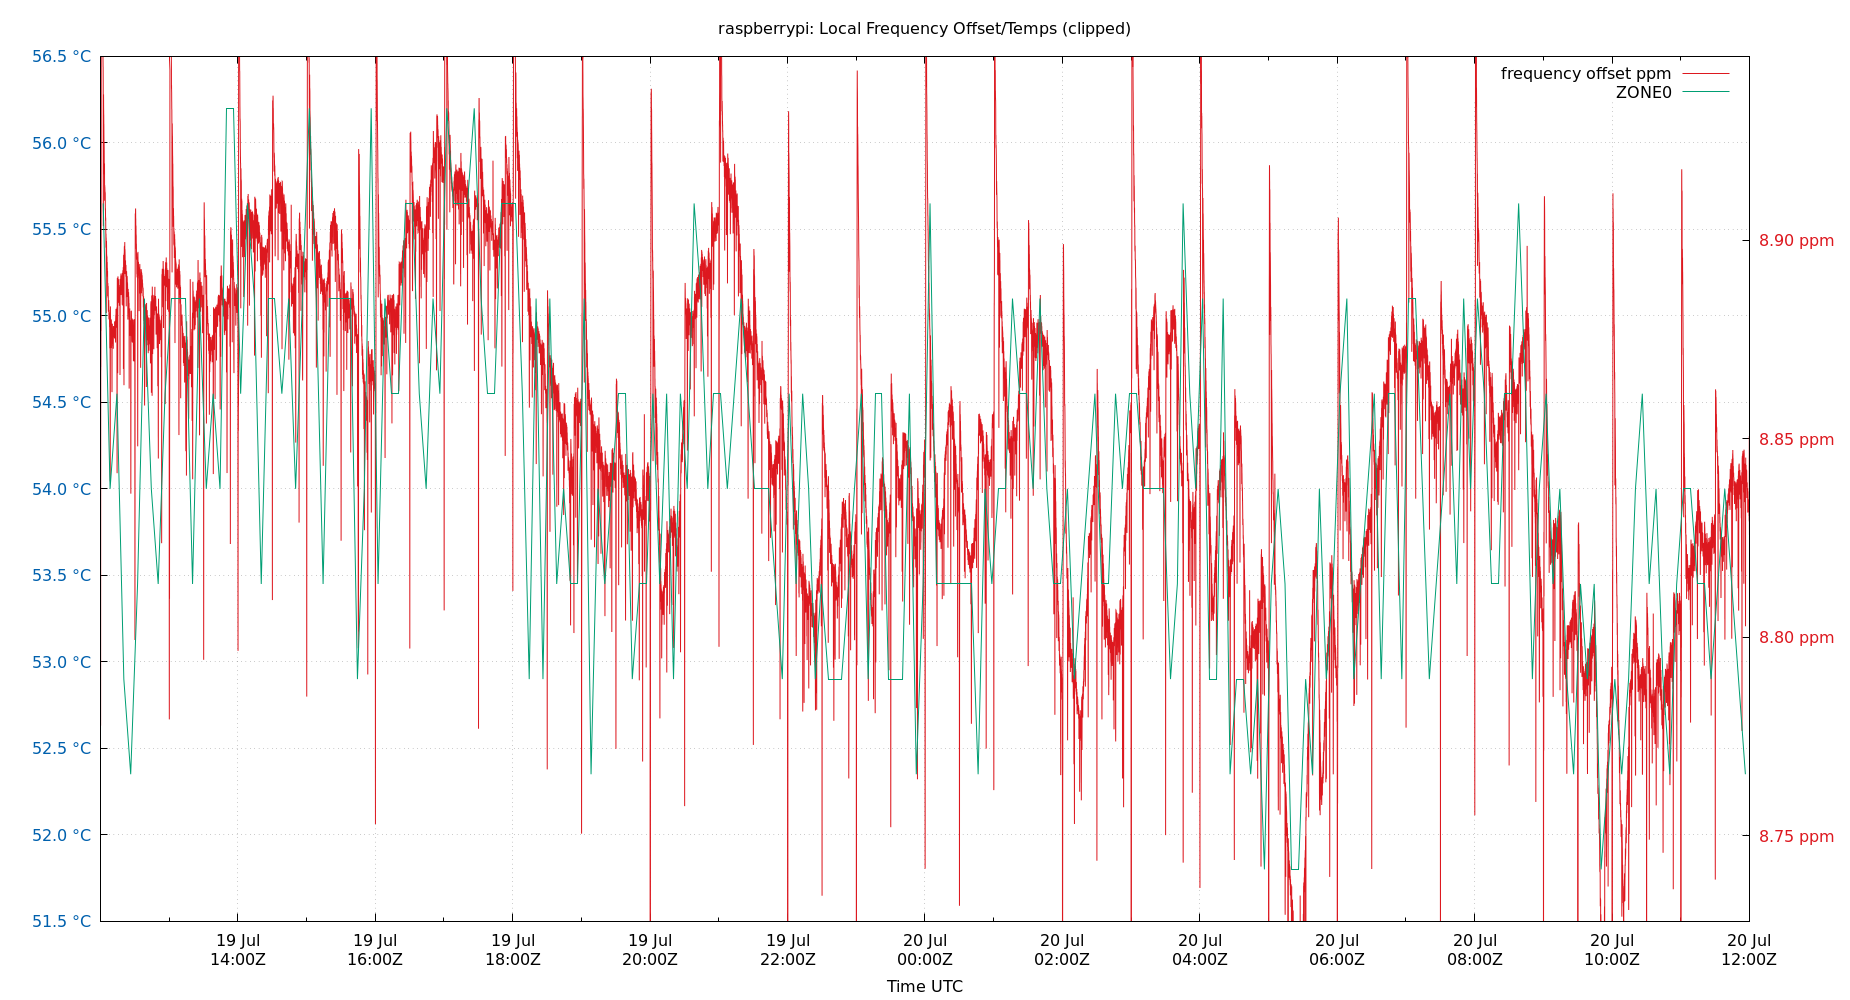 raspberrypi: Local Frequency Offset/Temps (clipped)
56.5 °C
56.0 °C
55.5 °C
55.0 °C
54.5 °C
54.0 °C
53.5 °C
53.0 °C
52.5 °C
52.0 °C
51.5 °C
frequency offset ppm
ZONE0
8.90 ppm
8.85 ppm
8.80 ppm
8.75 ppm
19 Jul 19 Jul 19 Jul 19 Jul 19 Jul 20 Jul 20 Jul 20 Jul 20 Jul 20 Jul 20 Jul 20 Jul
14:00Z 16:00Z 18:00Z 20:00Z 22:00Z 00:00Z 02:00Z 04:00Z 06:00Z 08:00Z 10:00Z 12:00Z
Time UTC